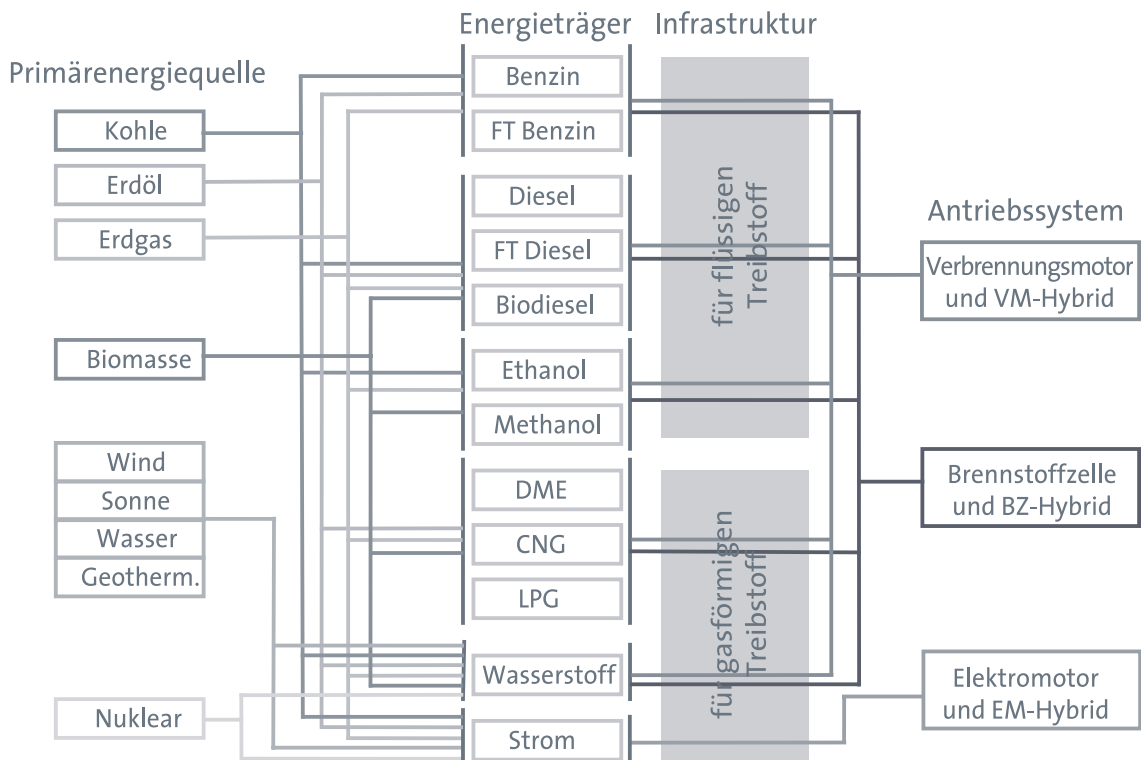 Energieträger
Infrastruktur
Primärenergiequelle
Kohle
Erdöl
Erdgas
Biomasse
Wind
Sonne
Wasser
Geotherm.
Nuklear
Benzin
FT Benzin
Diesel
FT Diesel
Biodiesel
Ethanol
Methanol
DME
CNG
LPG
Wasserstoff
Strom
für flüssigen
Treibstoff
für gasförmigen
Treibstoff
Antriebssystem
Verbrennungsmotor
und VM-Hybrid
Brennstoffzelle
und BZ-Hybrid
Elektromotor
und EM-Hybrid